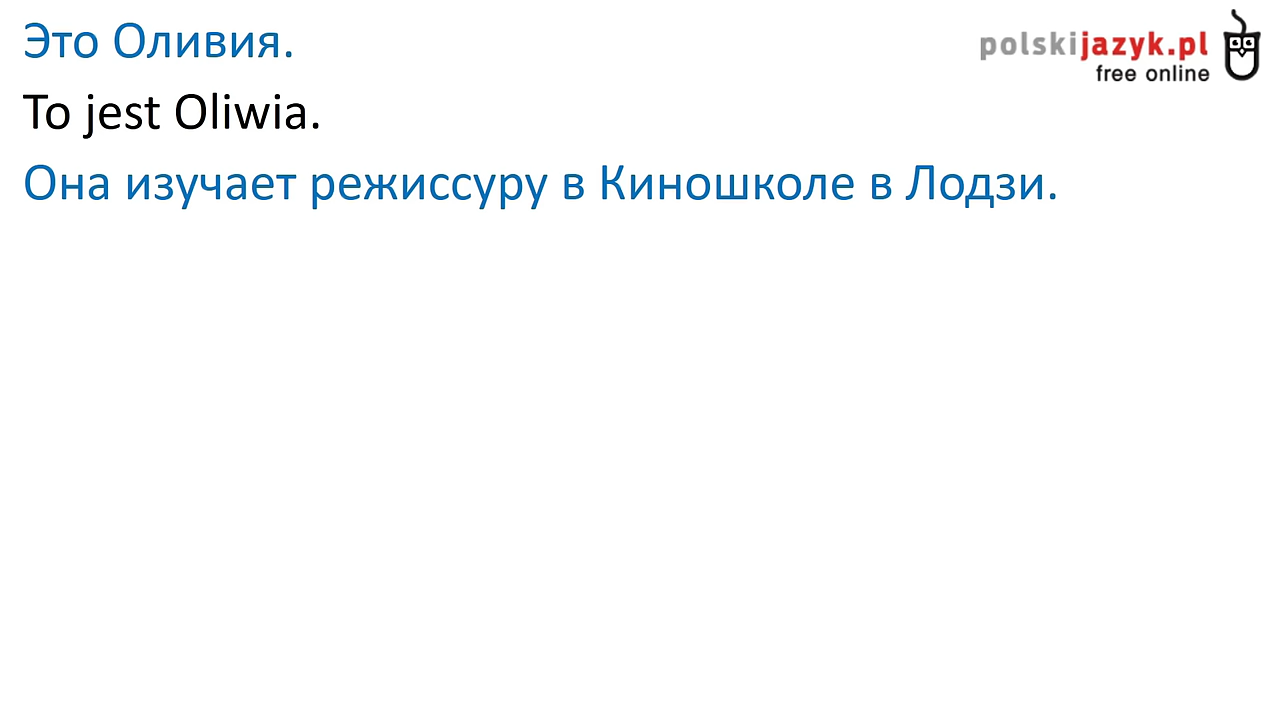 Это Оливия.
polskijazyk.pl
free online
To jest Oliwia.
Она изучает режиссуру в Киношколе в Лодзи.